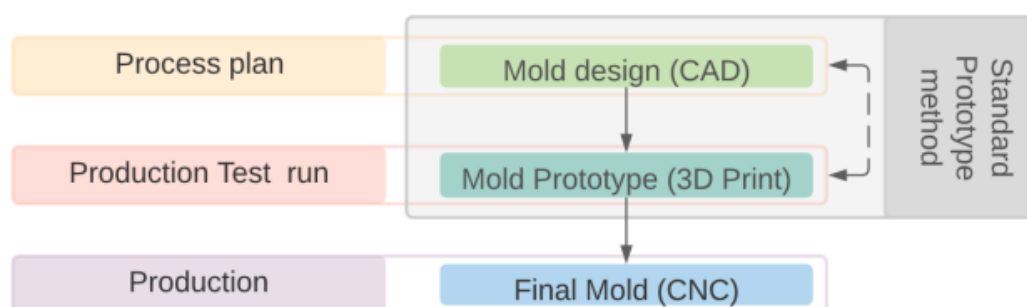 Process plan
Mold design (CAD)
Production Test run
Mold Prototype (3D Print)
Production
Final Mold (CNC)
Standard
Prototype
method